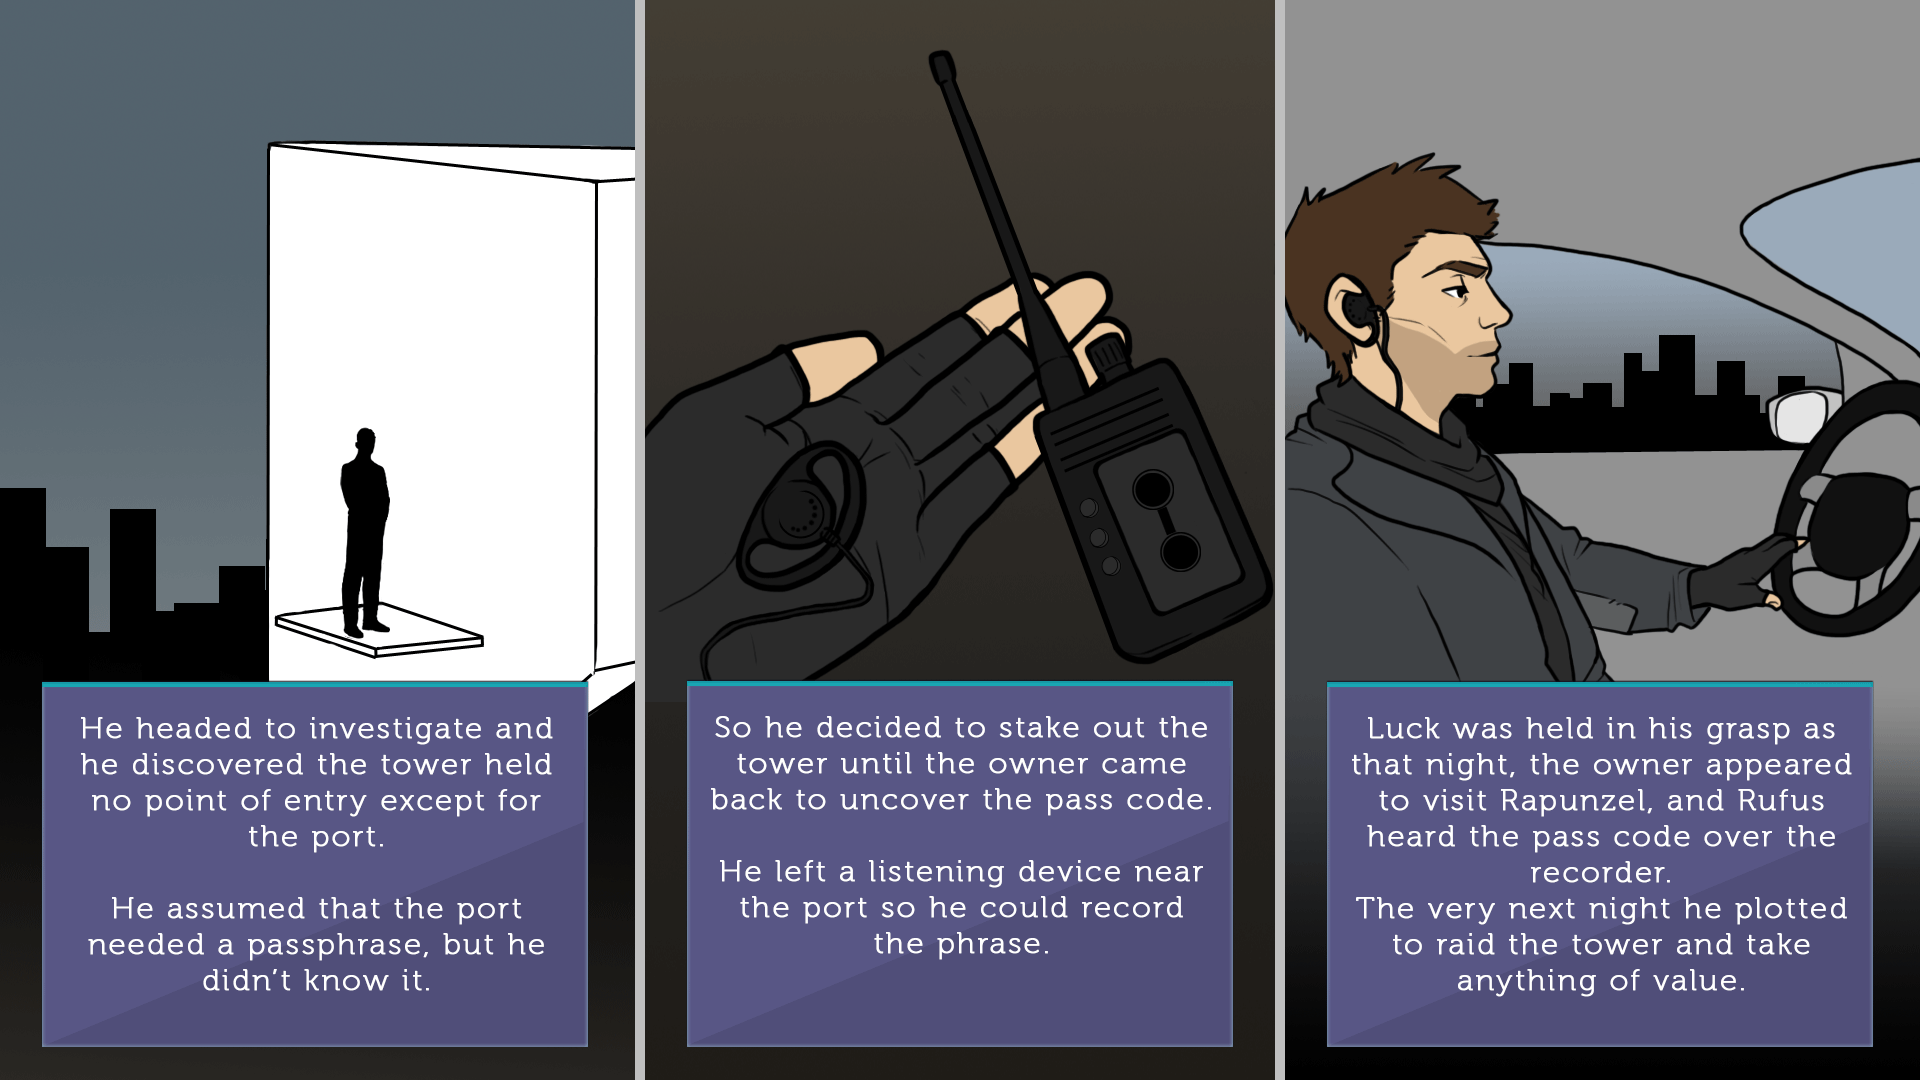 He headed to investigate and
he discovered the tower held
no point of entry except for
the port.
He assumed that the port
needed a passphrase, but he
didn't know it.
So he decided to stake out the
tower until the owner came
back to uncover the pass code.
He left a listening device near
the port so he could record
the phrase.
Luck was held in his grasp as
that night, the owner appeared
to visit Rapunzel, and Rufus
heard the pass code over the
recorder.
The very next night he plotted
to raid the tower and take
anything of value.